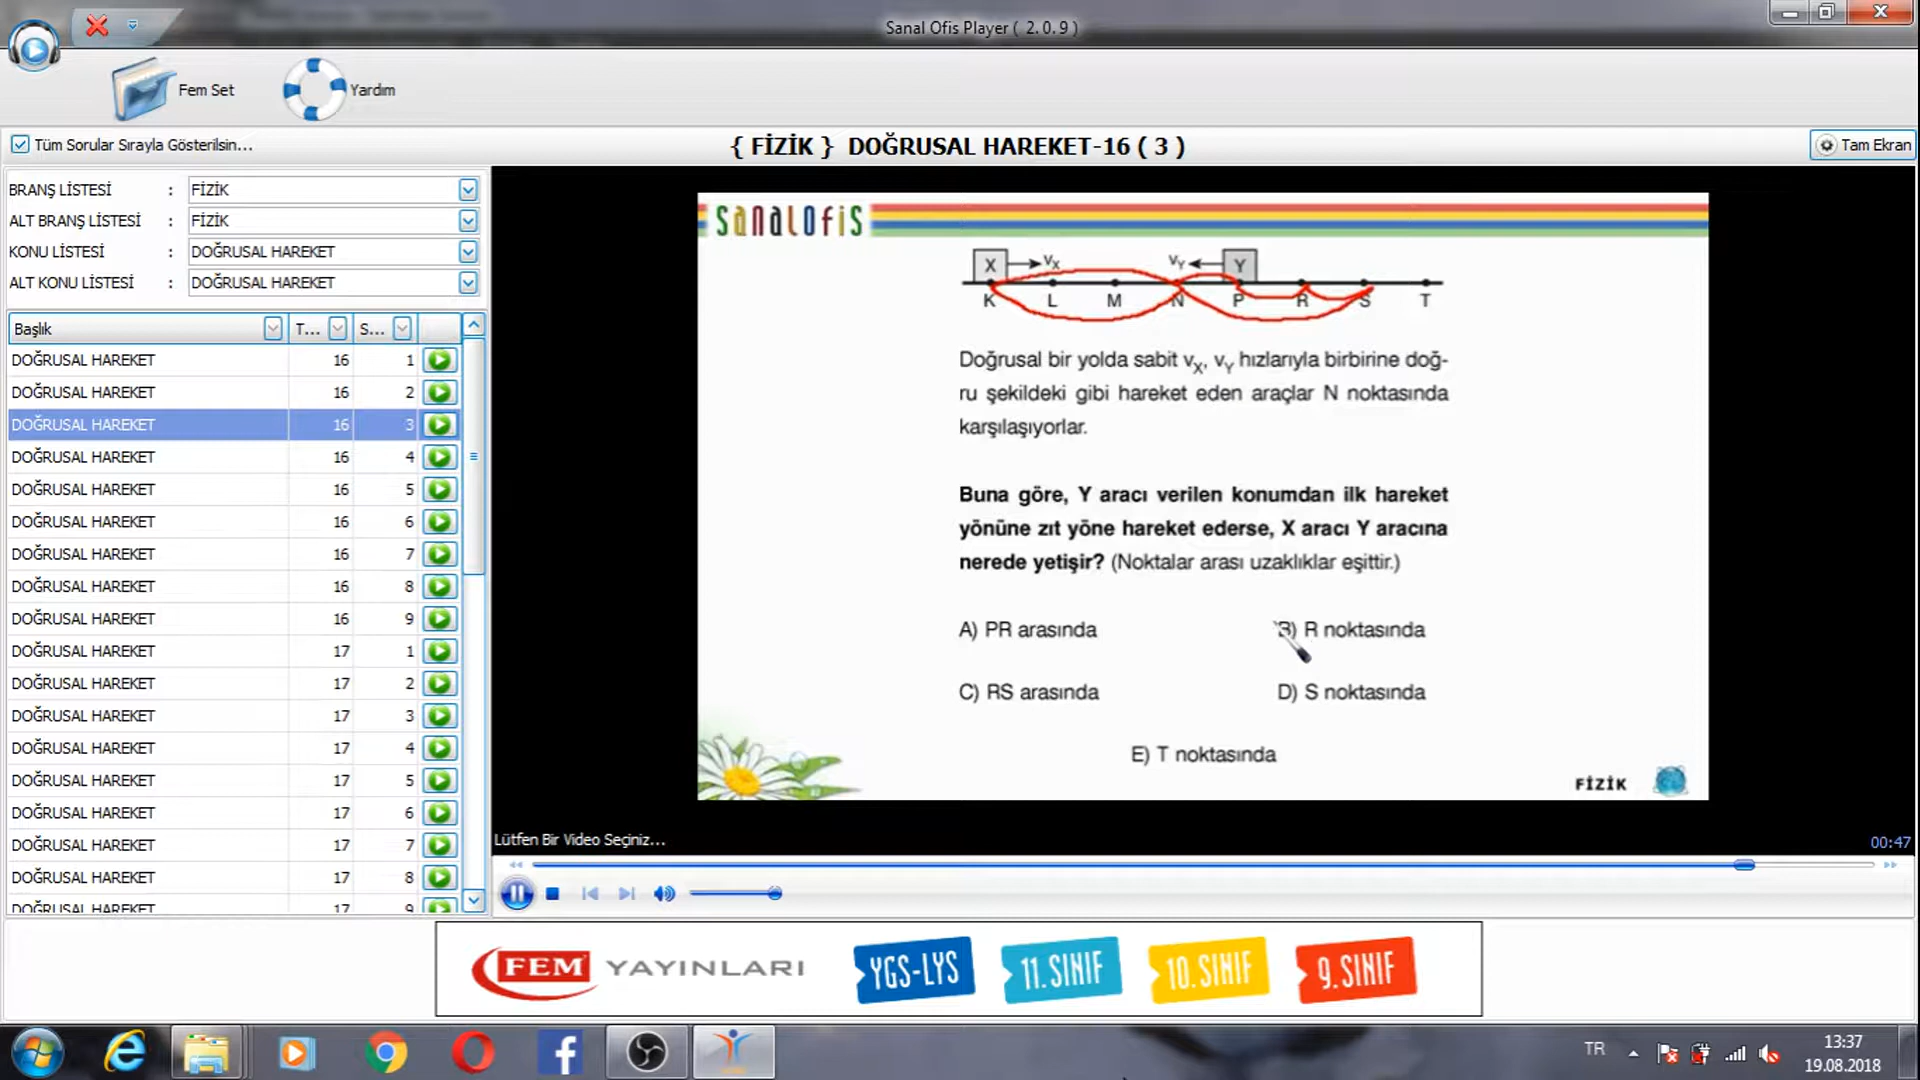 Sanal Ofis Player ( 2.0.9 )
Fem Set
Yardım
Tüm Sorular Sırayla Gösterilsin...
{ FİZİK } DOĞRUSAL HAREKET-16 ( 3 )
Tam Ekran
BRANŞ LİSTESİ : FİZİK
ALT BRANŞ LİSTESİ : FİZİK
KONU LİSTESİ : DOĞRUSAL HAREKET
ALT KONU LİSTESİ : DOĞRUSAL HAREKET
Başlık T... S...
DOĞRUSAL HAREKET 16 1
DOĞRUSAL HAREKET 16 2
DOĞRUSAL HAREKET 16 3
DOĞRUSAL HAREKET 16 4
DOĞRUSAL HAREKET 16 5
DOĞRUSAL HAREKET 16 6
DOĞRUSAL HAREKET 16 7
DOĞRUSAL HAREKET 16 8
DOĞRUSAL HAREKET 16 9
DOĞRUSAL HAREKET 17 1
DOĞRUSAL HAREKET 17 2
DOĞRUSAL HAREKET 17 3
DOĞRUSAL HAREKET 17 4
DOĞRUSAL HAREKET 17 5
DOĞRUSAL HAREKET 17 6
DOĞRUSAL HAREKET 17 7
DOĞRUSAL HAREKET 17 8
DOĞRUSAL HAREKET 17 9
SANALOFİS
X vX vY Y
K L M N P R S T
Doğrusal bir yolda sabit vX, vY hızlarıyla birbirine doğ-
ru şekildeki gibi hareket eden araçlar N noktasında
karşılaşıyorlar.
Buna göre, Y aracı verilen konumdan ilk hareket
yönüne zıt yöne hareket ederse, X aracı Y aracına
nerede yetişir? (Noktalar arası uzaklıklar eşittir.)
A) PR arasında
B) R noktasında
C) RS arasında
D) S noktasında
E) T noktasında
FİZİK
Lütfen Bir Video Seçiniz...
00:47
FEM YAYINLARI
YGS-LYS
11.SINIF
10.SINIF
9.SINIF
TR
13:37
19.08.2018